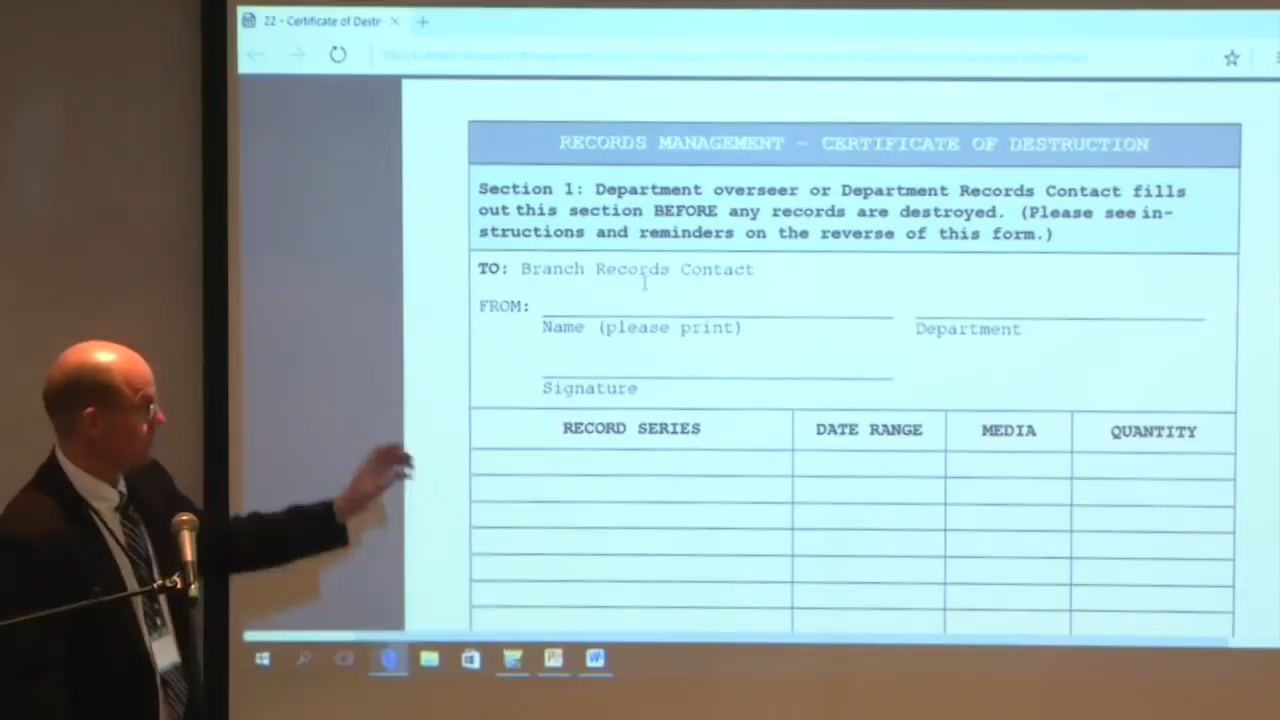 22 - Certificate of Destr
RECORDS MANAGEMENT - CERTIFICATE OF DESTRUCTION
Section 1: Department overseer or Department Records Contact fills
out this section BEFORE any records are destroyed. (Please see in-
structions and reminders on the reverse of this form.)
TO: Branch Records Contact
FROM:
Name (please print) Department
Signature
RECORD SERIES DATE RANGE MEDIA QUANTITY